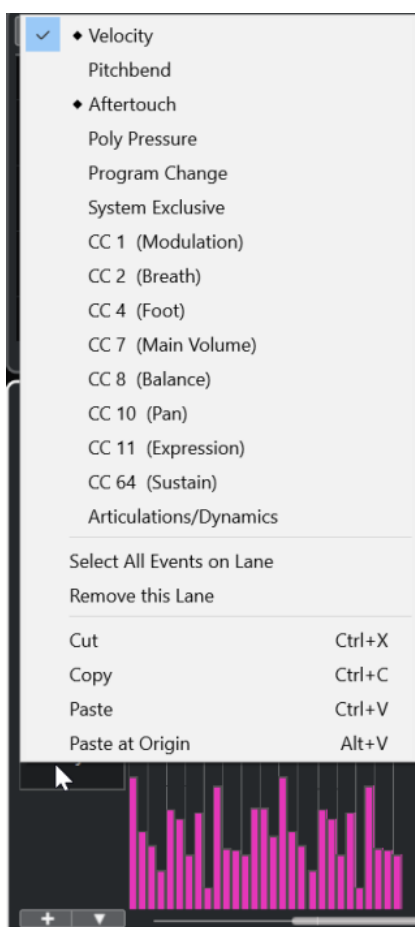 Velocity
Pitchbend
Aftertouch
Poly Pressure
Program Change
System Exclusive
CC 1 (Modulation)
CC 2 (Breath)
CC 4 (Foot)
CC 7 (Main Volume)
CC 8 (Balance)
CC 10 (Pan)
CC 11 (Expression)
CC 64 (Sustain)
Articulations/Dynamics
Select All Events on Lane
Remove this Lane
Cut Ctrl+X
Copy Ctrl+C
Paste Ctrl+V
Paste at Origin Alt+V